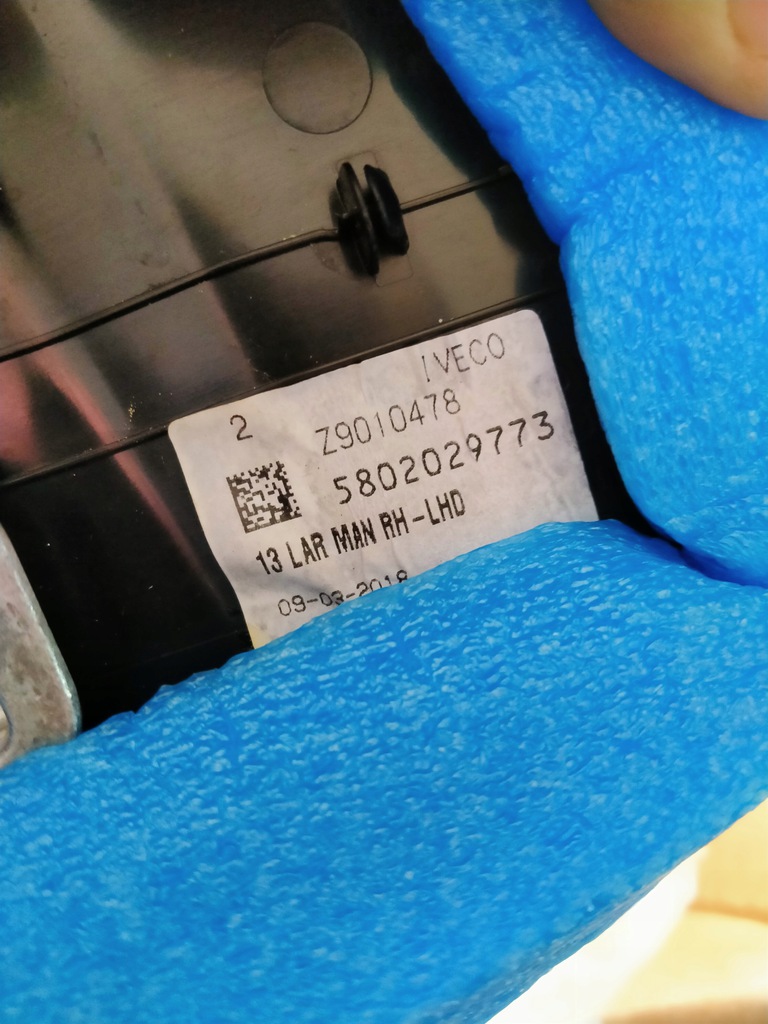 IVECO
2
Z9010478
5802029773
13 LAR MAN RH-LHD
09-03-2018